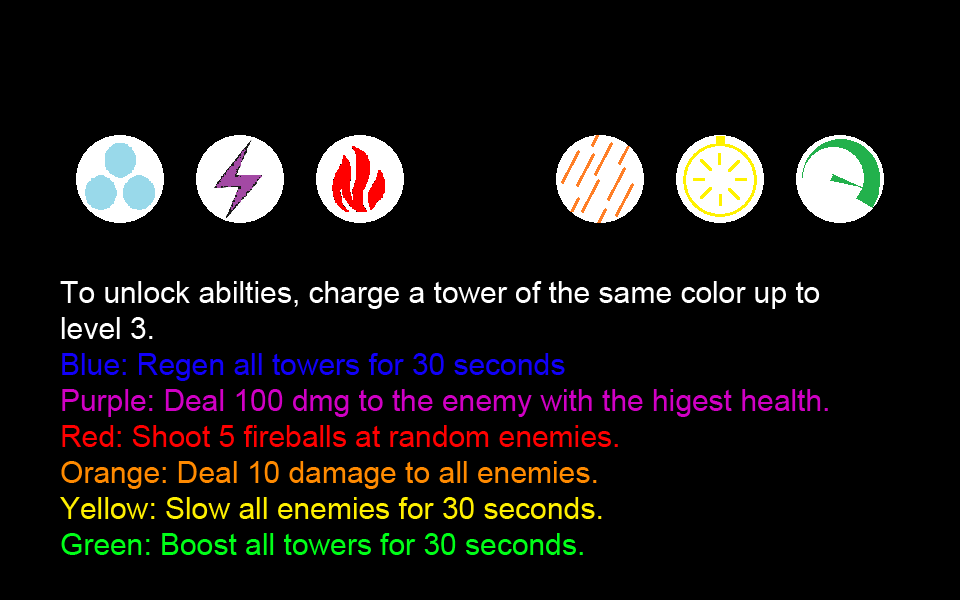 To unlock abilties, charge a tower of the same color up to
level 3.
Blue: Regen all towers for 30 seconds
Purple: Deal 100 dmg to the enemy with the higest health.
Red: Shoot 5 fireballs at random enemies.
Orange: Deal 10 damage to all enemies.
Yellow: Slow all enemies for 30 seconds.
Green: Boost all towers for 30 seconds.